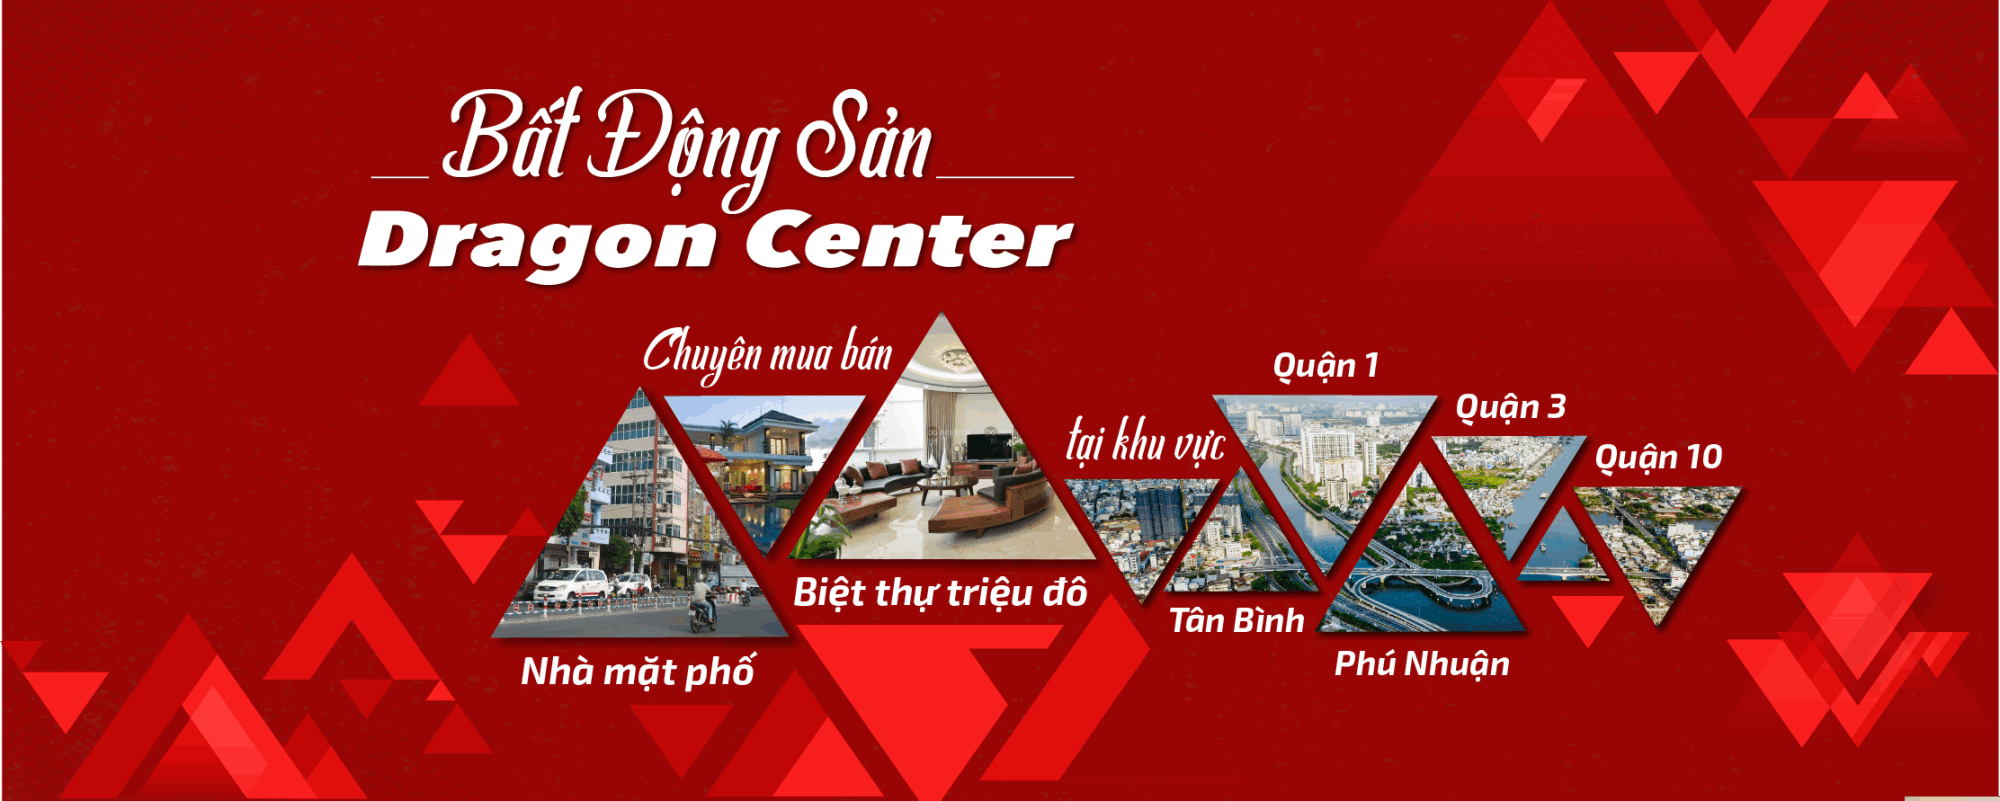 Bất Động Sản
Dragon Center
Chuyên mua bán
Nhà mặt phố
Biệt thự triệu đô
tại khu vực
Quận 1
Quận 3
Quận 10
Tân Bình
Phú Nhuận